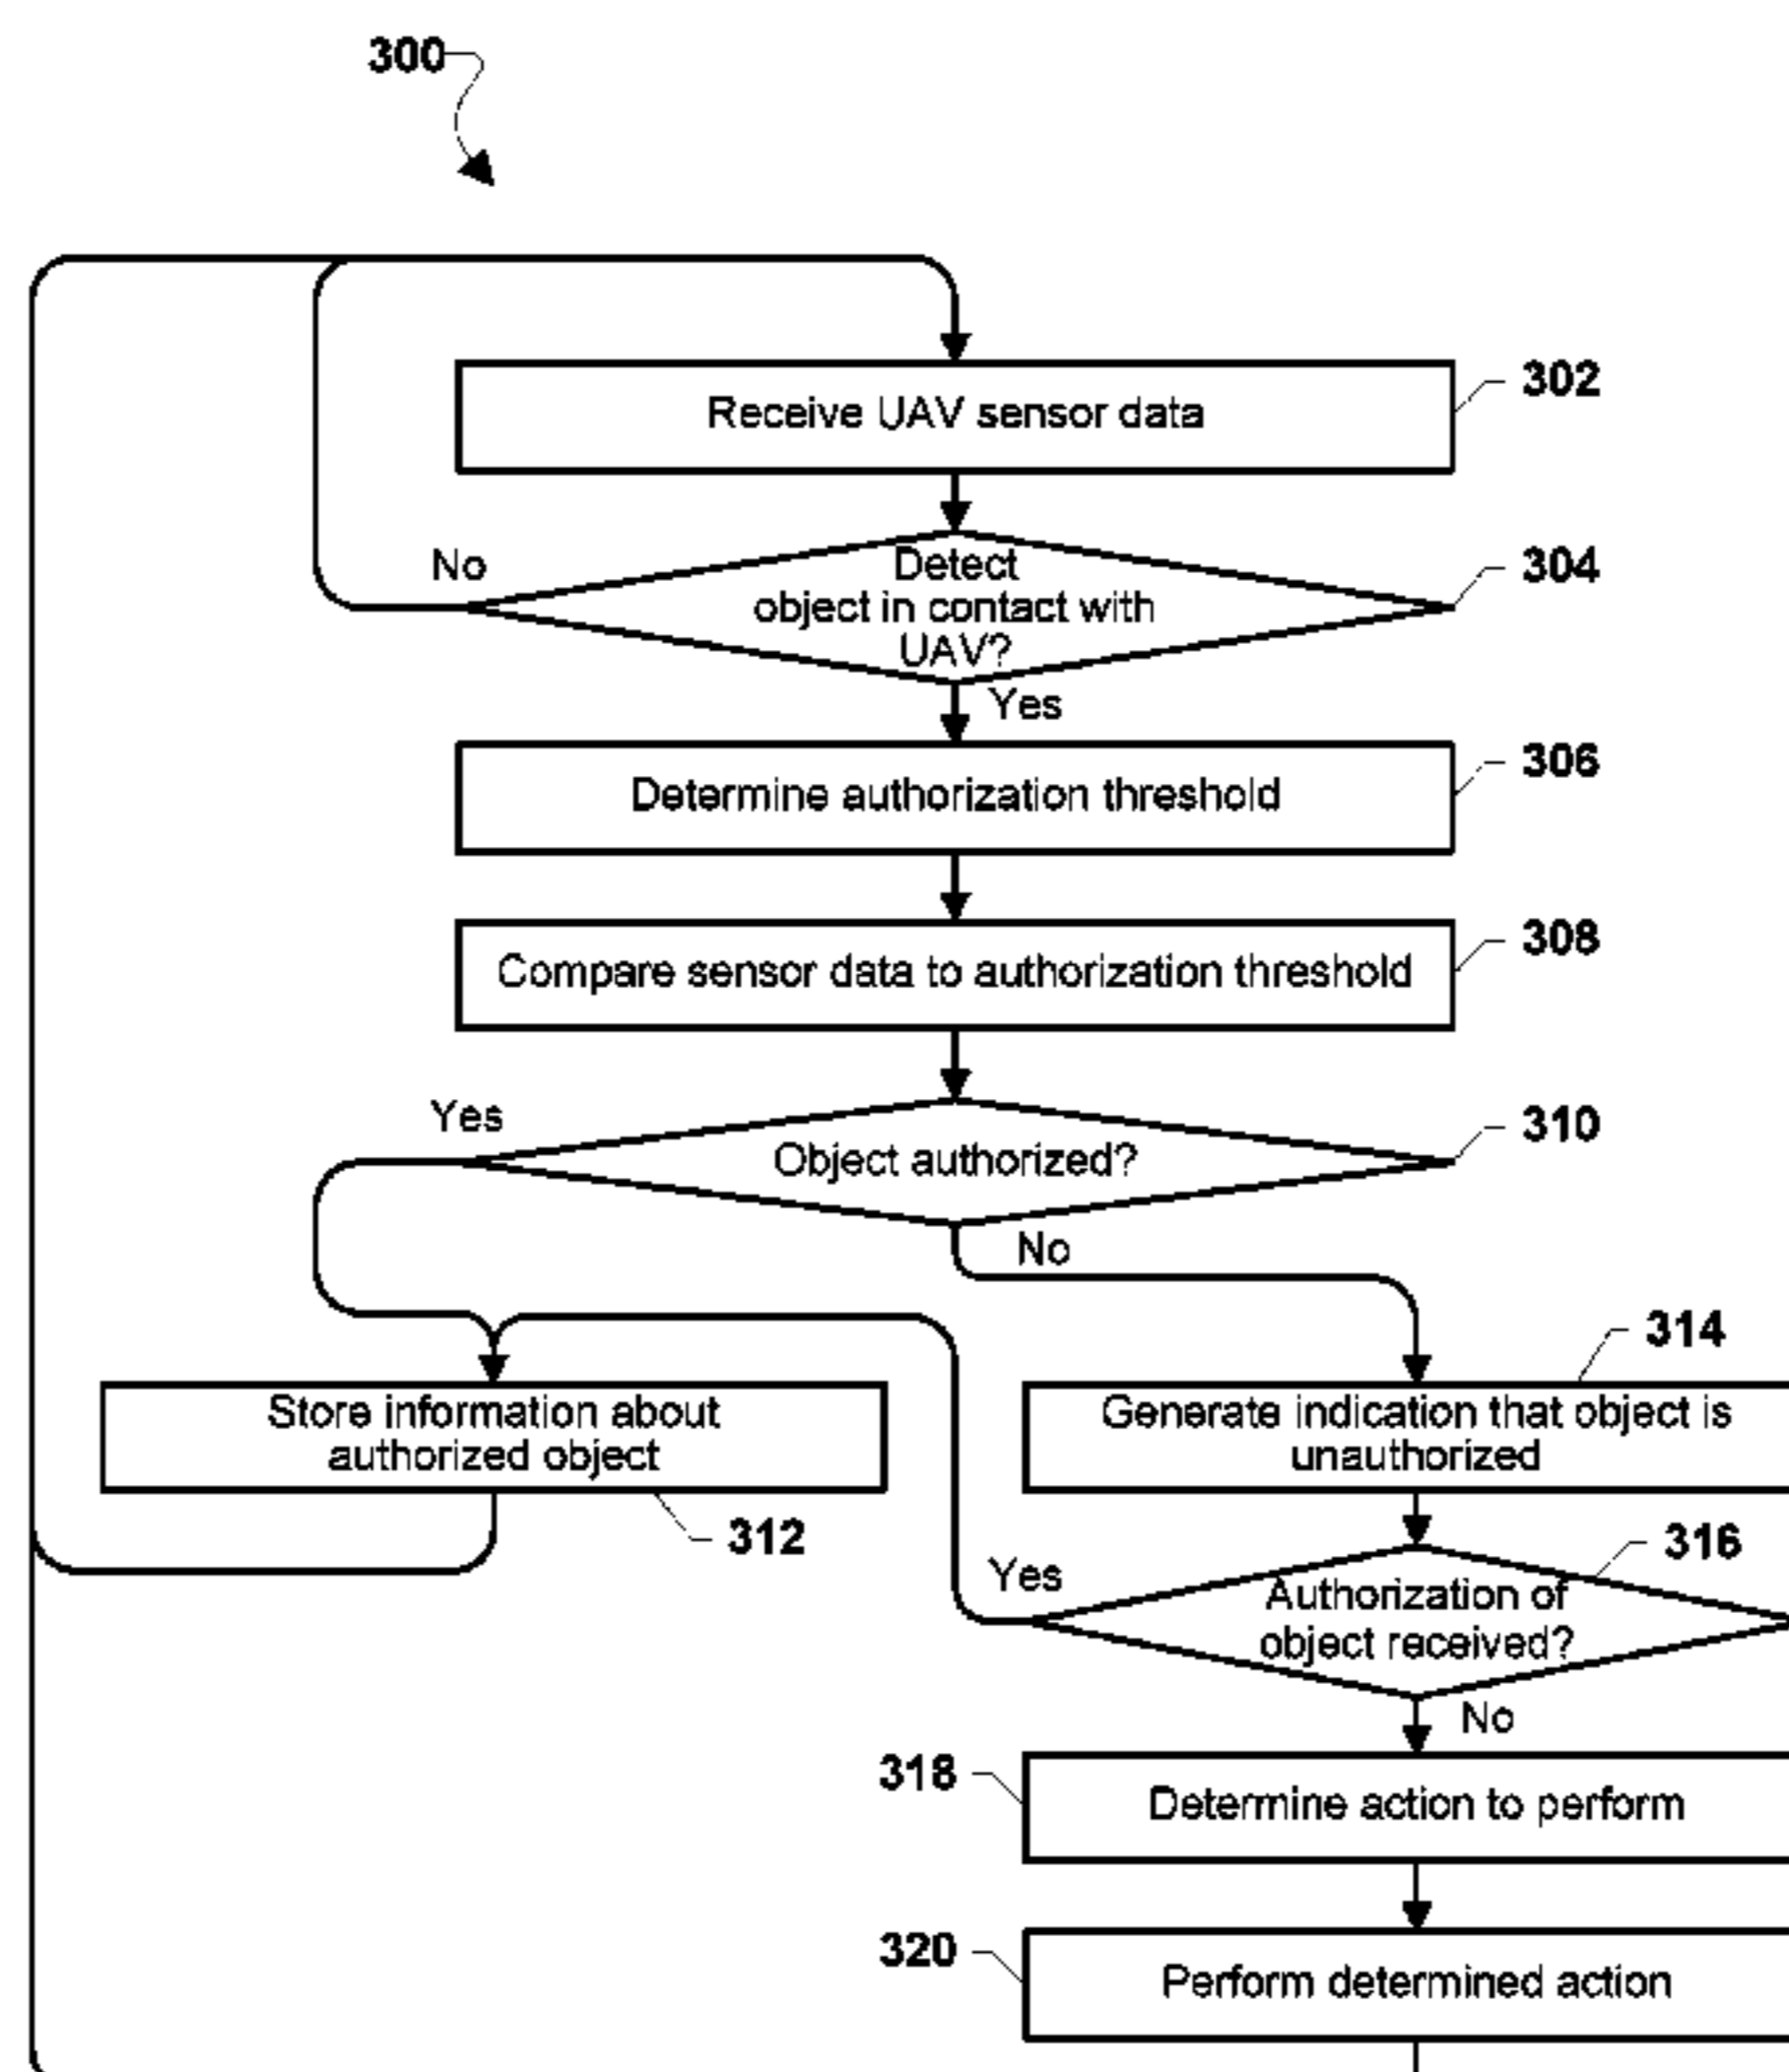 300
Receive UAV sensor data
302
No
Detect
object in contact with
UAV?
304
Yes
Determine authorization threshold
306
Compare sensor data to authorization threshold
308
Yes
Object authorized?
310
No
314
Store information about
authorized object
312
Generate indication that object is
unauthorized
316
Yes
Authorization of
object received?
No
318
Determine action to perform
320
Perform determined action